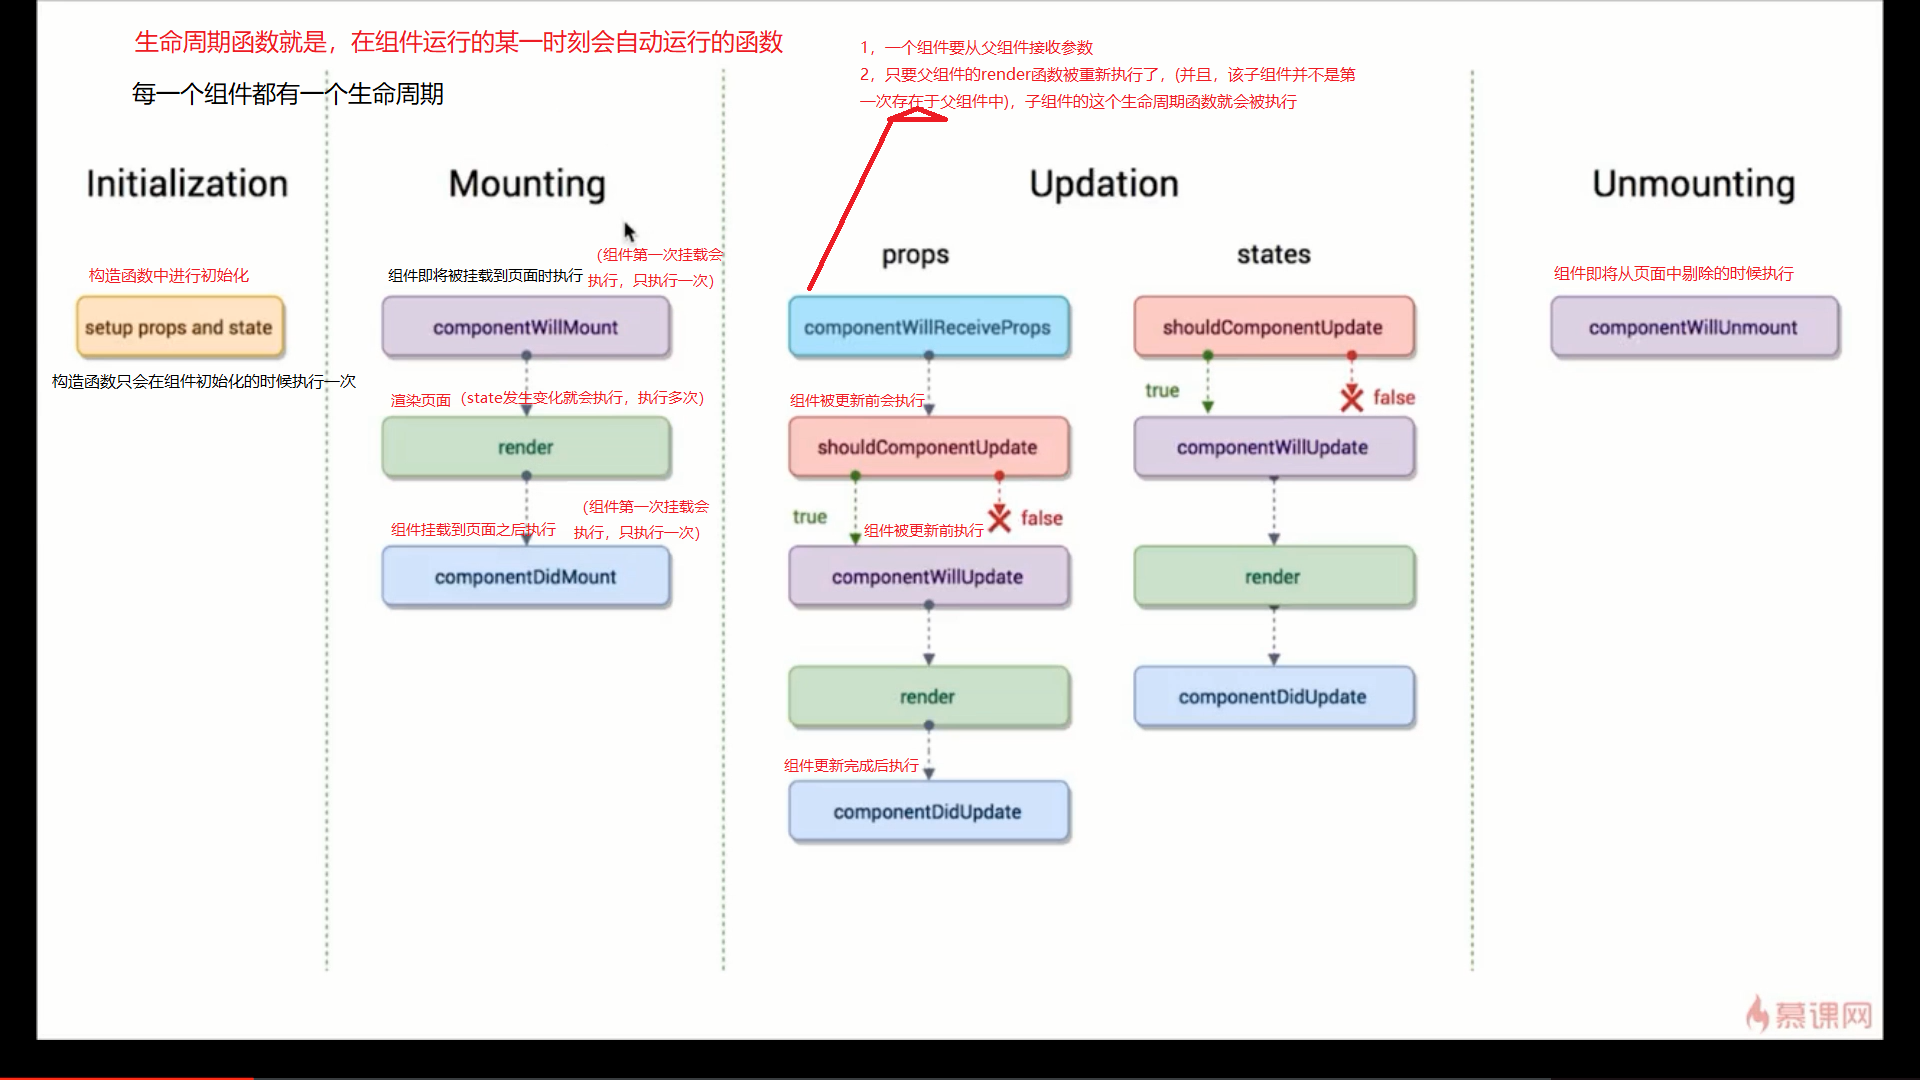 生命周期函数就是，在组件运行的某一时刻会自动运行的函数
每一个组件都有一个生命周期
1，一个组件要从父组件接收参数
2，只要父组件的render函数被重新执行了，(并且，该子组件并不是第
一次存在于父组件中)，子组件的这个生命周期函数就会被执行
Initialization
构造函数中进行初始化
setup props and state
构造函数只会在组件初始化的时候执行一次
Mounting
组件即将被挂载到页面时执行
(组件第一次挂载会
执行，只执行一次)
componentWillMount
渲染页面
(state发生变化就会执行，执行多次)
render
组件挂载到页面之后执行
(组件第一次挂载会
执行，只执行一次)
componentDidMount
Updation
props
componentWillReceiveProps
组件被更新前会执行
shouldComponentUpdate
true
false
组件被更新前执行
componentWillUpdate
render
组件更新完成后执行
componentDidUpdate
states
shouldComponentUpdate
true
false
componentWillUpdate
render
componentDidUpdate
Unmounting
组件即将从页面中剔除的时候执行
componentWillUnmount
慕课网